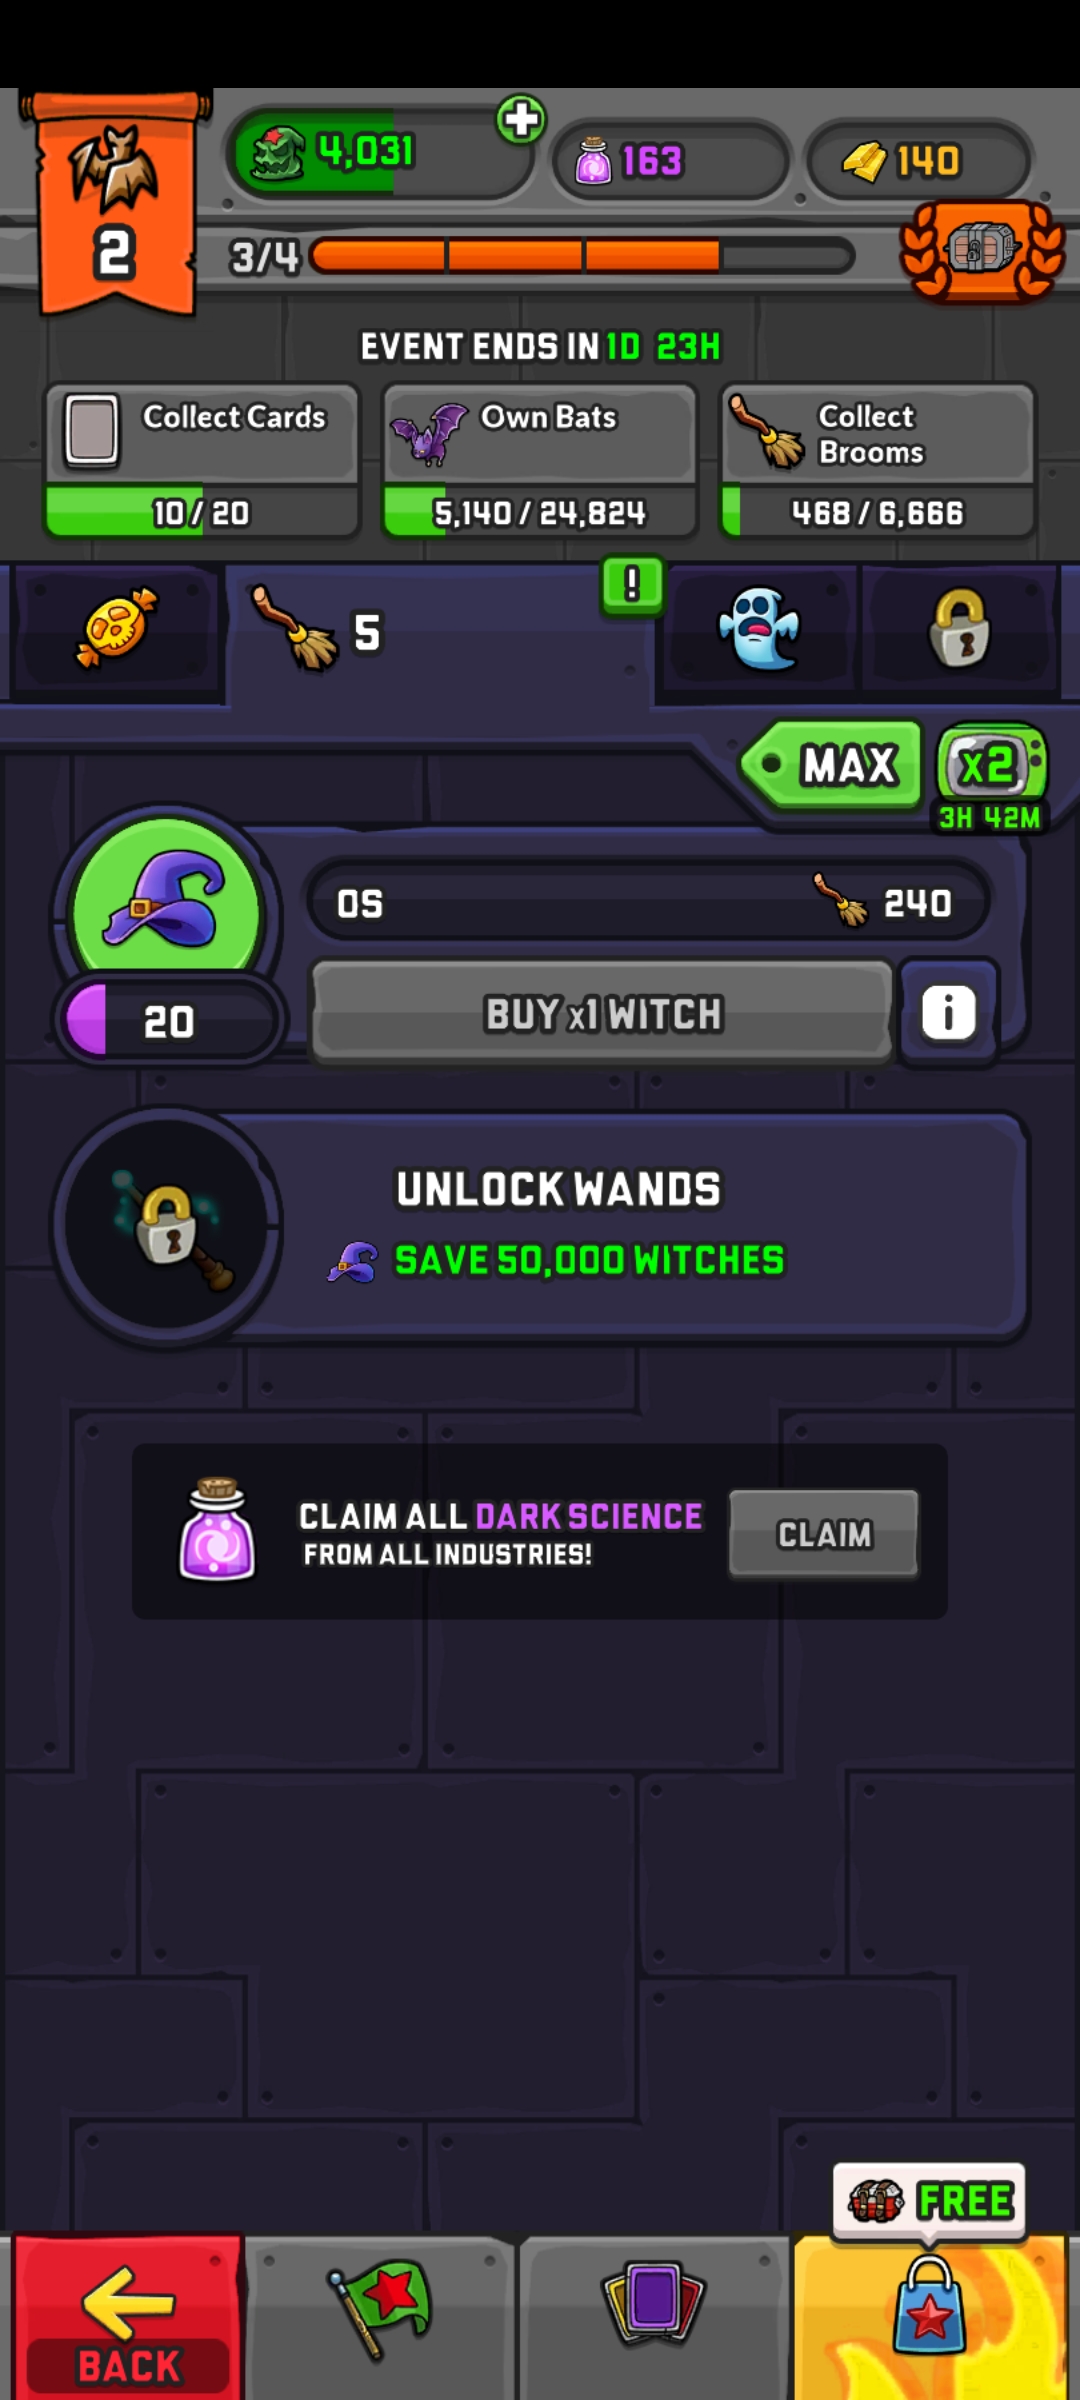 4,031
163
140
2
3/4
EVENT ENDS IN 1D 23H
Collect Cards
10 / 20
Own Bats
5,140 / 24,824
Collect
Brooms
468 / 6,666
5
!
MAX
x2
3H 42M
0S
240
20
BUY x1 WITCH
i
UNLOCK WANDS
SAVE 50,000 WITCHES
CLAIM ALL DARK SCIENCE
FROM ALL INDUSTRIES!
CLAIM
FREE
BACK